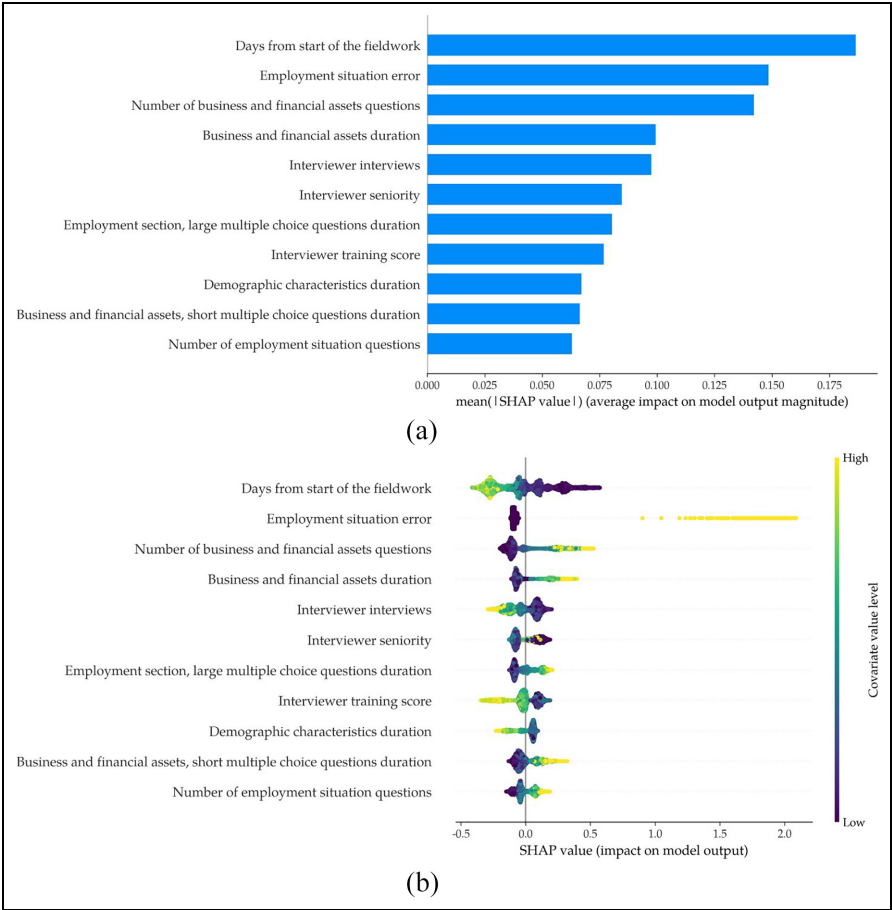 Days from start of the fieldwork
Employment situation error
Number of business and financial assets questions
Business and financial assets duration
Interviewer interviews
Interviewer seniority
Employment section, large multiple choice questions duration
Interviewer training score
Demographic characteristics duration
Business and financial assets, short multiple choice questions duration
Number of employment situation questions
0.000 0.025 0.050 0.075 0.100 0.125 0.150 0.175
mean(|SHAP value|) (average impact on model output magnitude)
(a)
High
Days from start of the fieldwork
Employment situation error
Number of business and financial assets questions
Business and financial assets duration
Interviewer interviews
Interviewer seniority
Employment section, large multiple choice questions duration
Interviewer training score
Demographic characteristics duration
Business and financial assets, short multiple choice questions duration
Number of employment situation questions
Covariate value level
Low
-0.5 0.0 0.5 1.0 1.5 2.0
SHAP value (impact on model output)
(b)